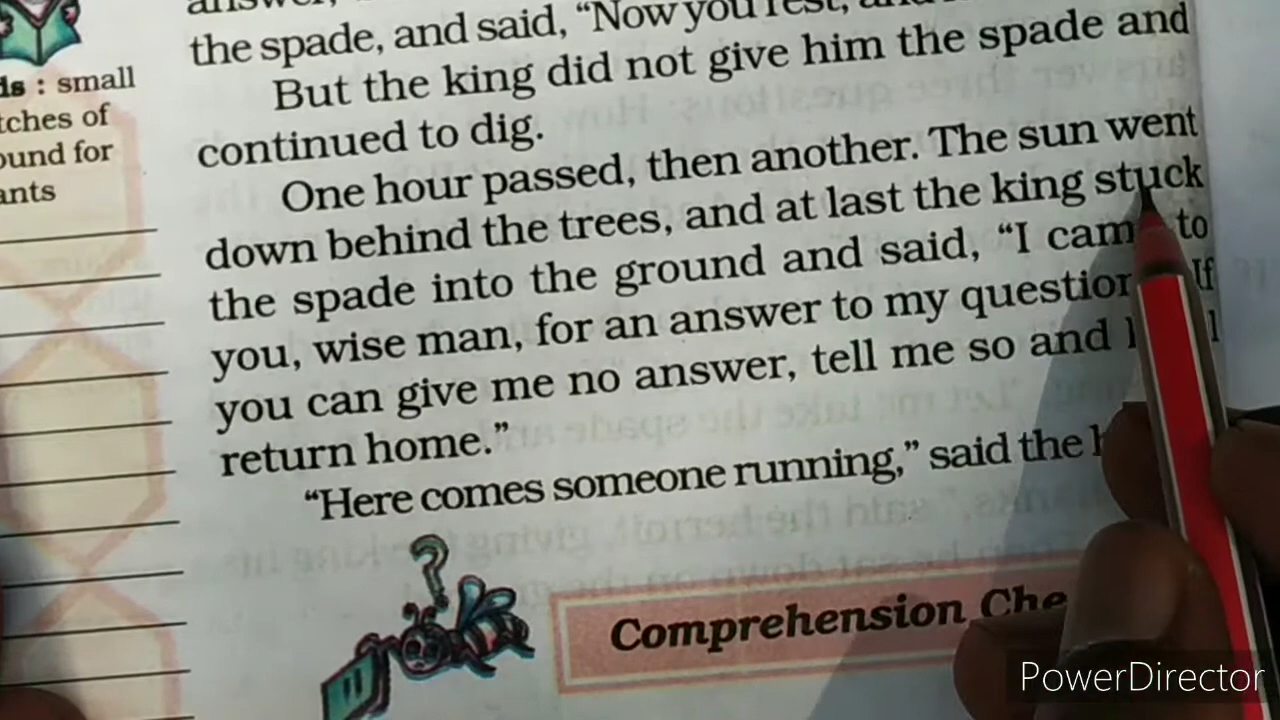 ds : small
tches of
ound for
ants
the spade, and said, “Now you rest,
But the king did not give him the spade and
continued to dig.
One hour passed, then another. The sun went
down behind the trees, and at last the king stuck
the spade into the ground and said, “I cam to
you, wise man, for an answer to my question If
you can give me no answer, tell me so and I
return home.”
“Here comes someone running,” said the h
Comprehension Che
PowerDirector